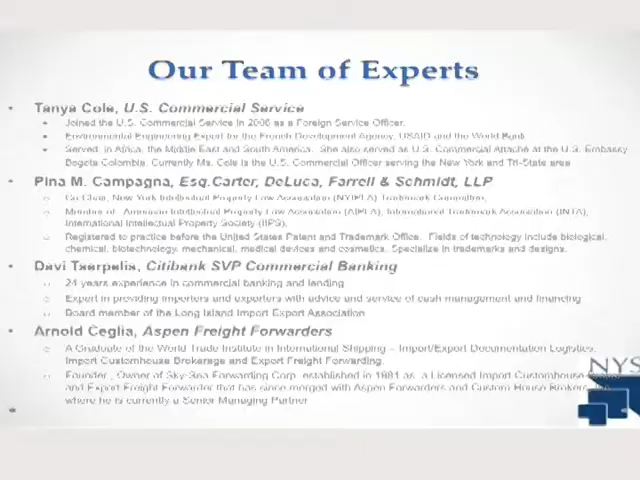 Our Team of Experts
• Tanya Cole, U.S. Commercial Service
• Joined the U.S. Commercial Service in 2006 as a Foreign Service Officer.
• Environmental Engineering Expert for the French Development Agency, USAID and the World Bank
• Served in Africa, the Middle East and South America. She also served as U.S. Commercial Attache at the U.S. Embassy
Bogota Colombia. Currently Ms. Cole is the U.S. Commercial Officer serving the New York and Tri-State area
• Pina M. Campagna, Esq.Carter, DeLuca, Farrell & Schmidt, LLP
o Co Chair, New York Intellectual Property Law Association (NYIPLA) Trademark Committee,
o Member of American Intellectual Property Law Association (AIPLA), International Trademark Association (INTA),
International Intellectual Property Society (IIPS),
o Registered to practice before the United States Patent and Trademark Office. Fields of technology include biological,
chemical, biotechnology, mechanical, medical devices and cosmetics. Specialize in trademarks and designs.
• Davi Tserpelis, Citibank SVP Commercial Banking
o 24 years experience in commercial banking and lending
o Expert in providing importers and exporters with advice and service of cash management and financing
o Board member of the Long Island Import Export Association
• Arnold Ceglia, Aspen Freight Forwarders
o A Graduate of the World Trade Institute in International Shipping – Import/Export Documentation Logistics,
Import Customhouse Brokerage and Export Freight Forwarding.
o Founder, Owner of Sky-Sea Forwarding Corp. established in 1981 as a Licensed Import Customhouse
and Export Freight Forwarder that has since merged with Aspen Forwarders and Custom House Brokers,
where he is currently a Senior Managing Partner
NYS